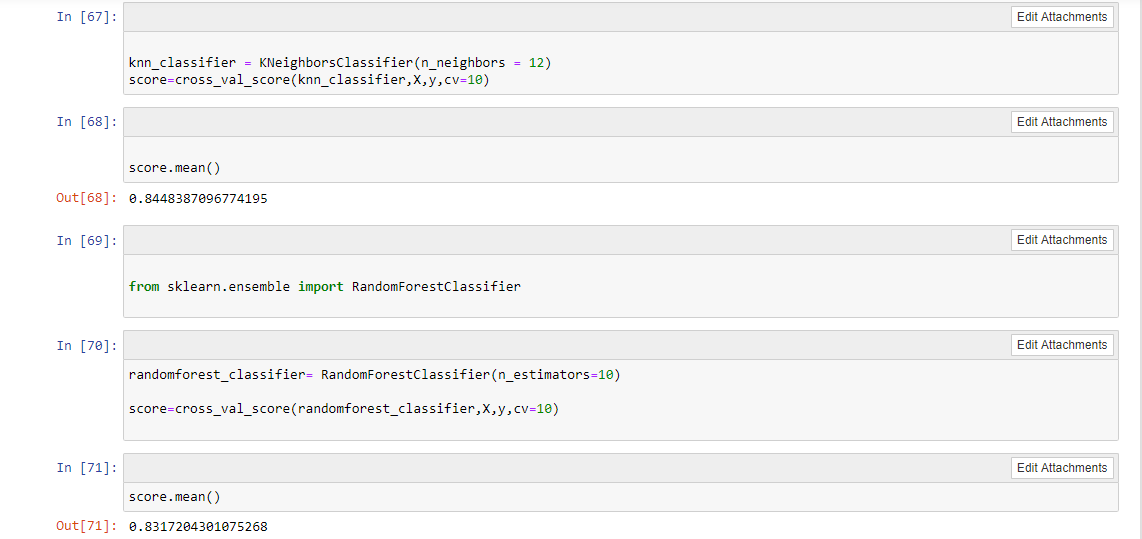 In [67]:
Edit Attachments
knn_classifier = KNeighborsClassifier(n_neighbors = 12)
score=cross_val_score(knn_classifier,X,y,cv=10)
In [68]:
Edit Attachments
score.mean()
Out[68]: 0.8448387096774195
In [69]:
Edit Attachments
from sklearn.ensemble import RandomForestClassifier
In [70]:
Edit Attachments
randomforest_classifier= RandomForestClassifier(n_estimators=10)
score=cross_val_score(randomforest_classifier,X,y,cv=10)
In [71]:
Edit Attachments
score.mean()
Out[71]: 0.8317204301075268